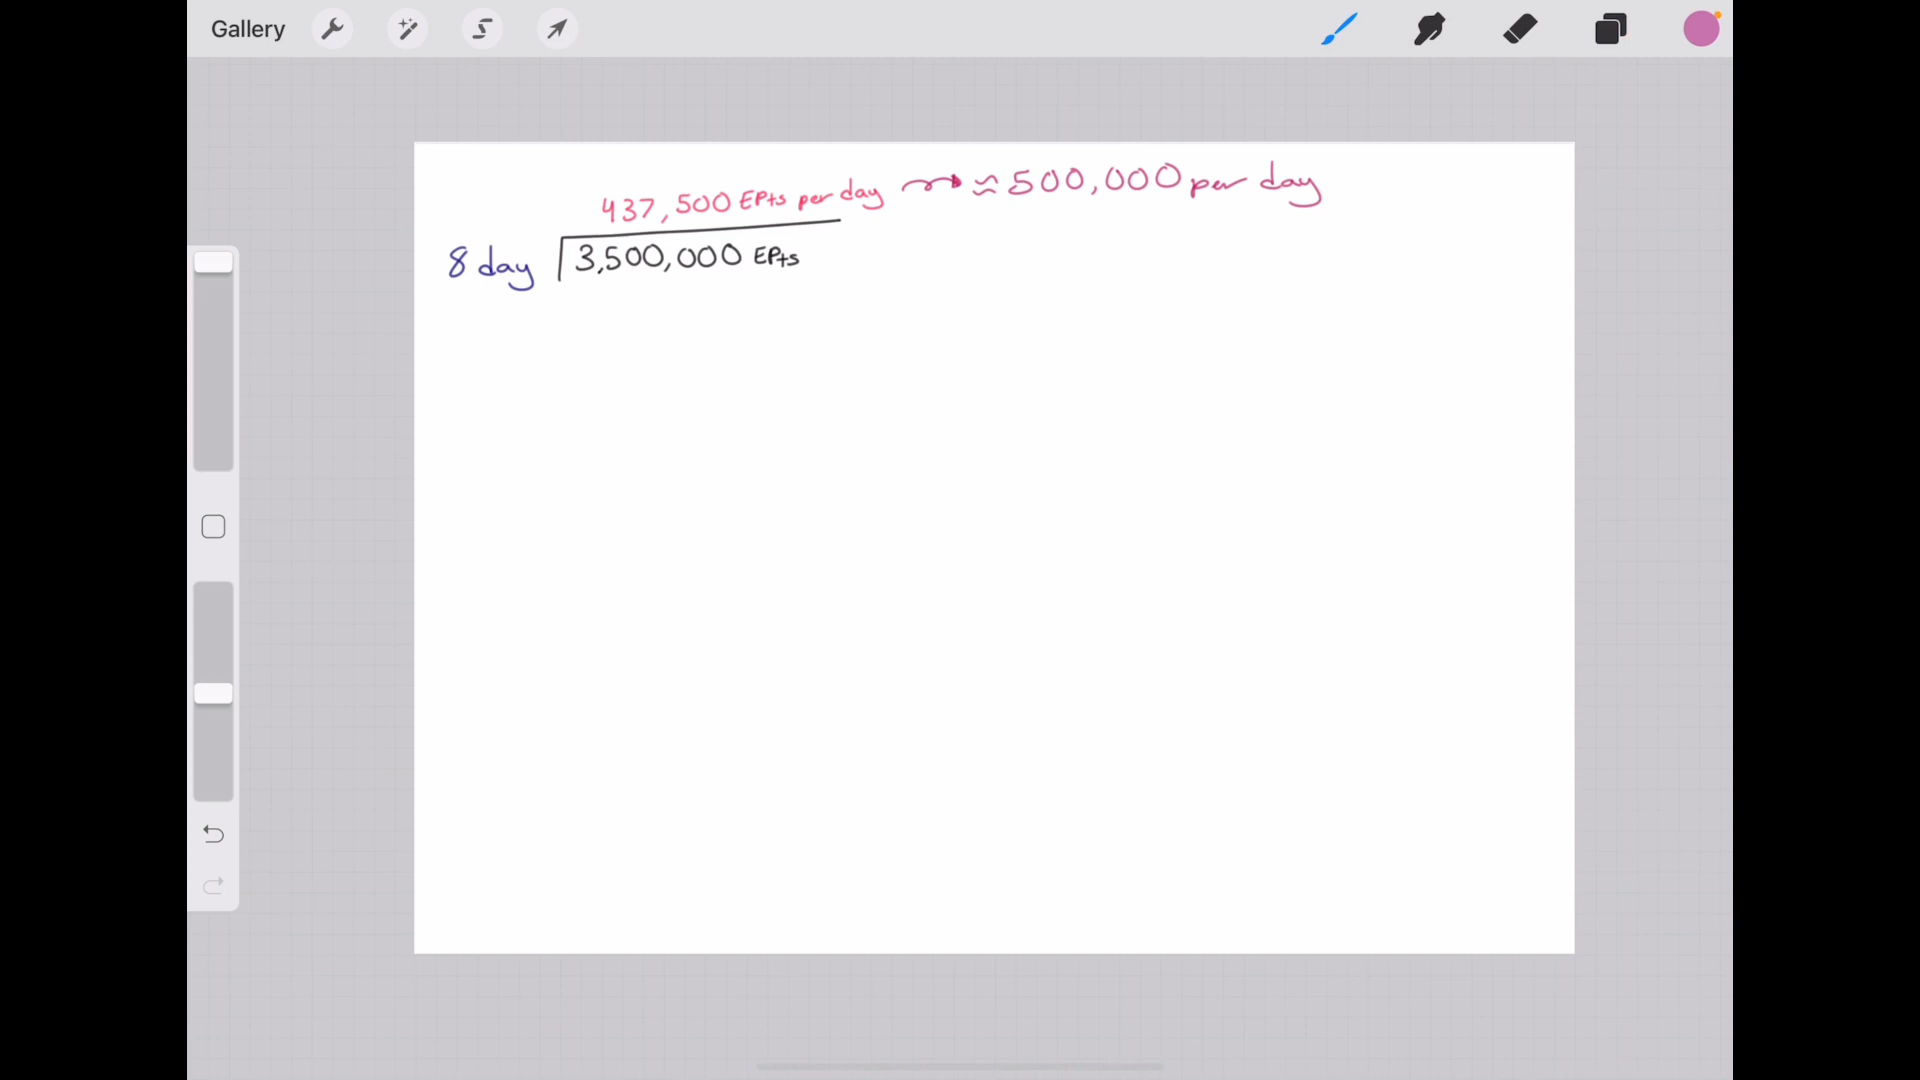 Gallery
437,500 EPts per day → ≈ 500,000 per day
8 day 3,500,000 EPts